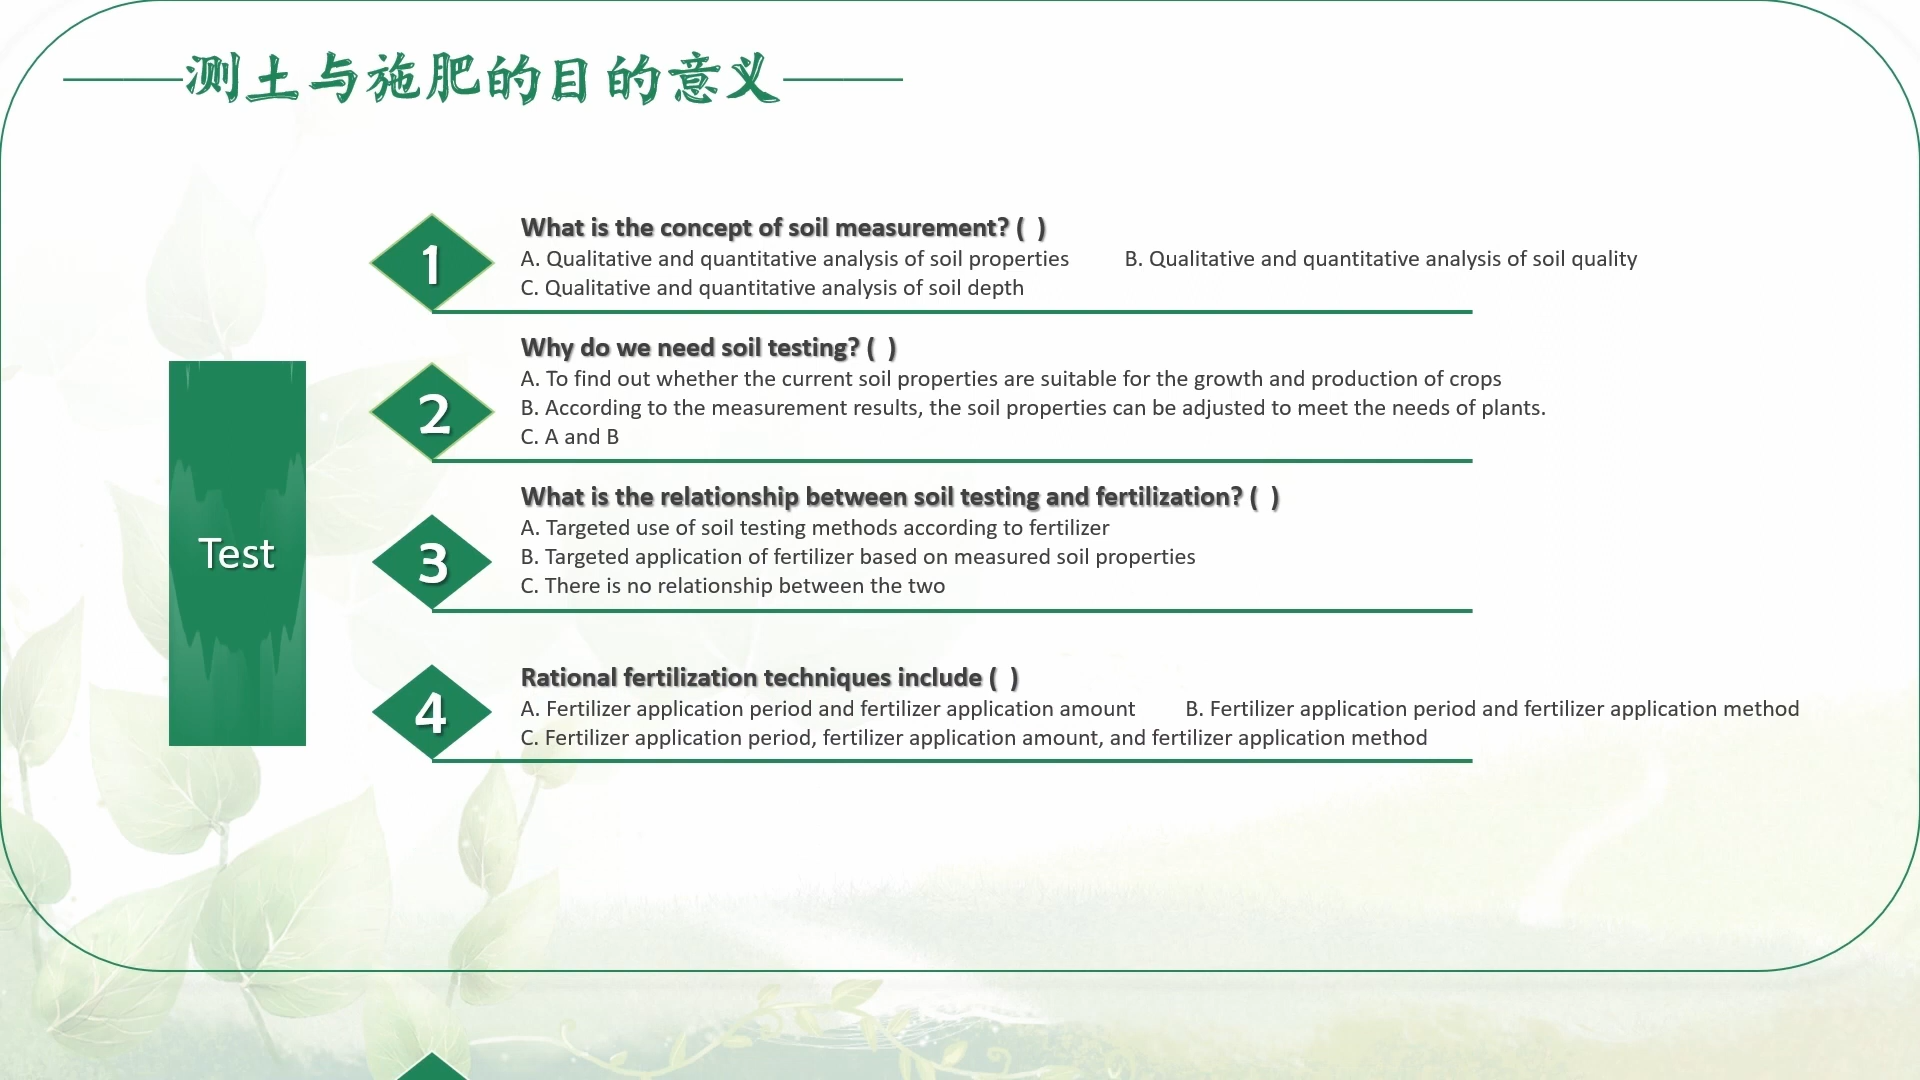 测土与施肥的目的意义
Test
1
What is the concept of soil measurement? ( )
A. Qualitative and quantitative analysis of soil properties B. Qualitative and quantitative analysis of soil quality
C. Qualitative and quantitative analysis of soil depth
2
Why do we need soil testing? ( )
A. To find out whether the current soil properties are suitable for the growth and production of crops
B. According to the measurement results, the soil properties can be adjusted to meet the needs of plants.
C. A and B
3
What is the relationship between soil testing and fertilization? ( )
A. Targeted use of soil testing methods according to fertilizer
B. Targeted application of fertilizer based on measured soil properties
C. There is no relationship between the two
4
Rational fertilization techniques include ( )
A. Fertilizer application period and fertilizer application amount B. Fertilizer application period and fertilizer application method
C. Fertilizer application period, fertilizer application amount, and fertilizer application method